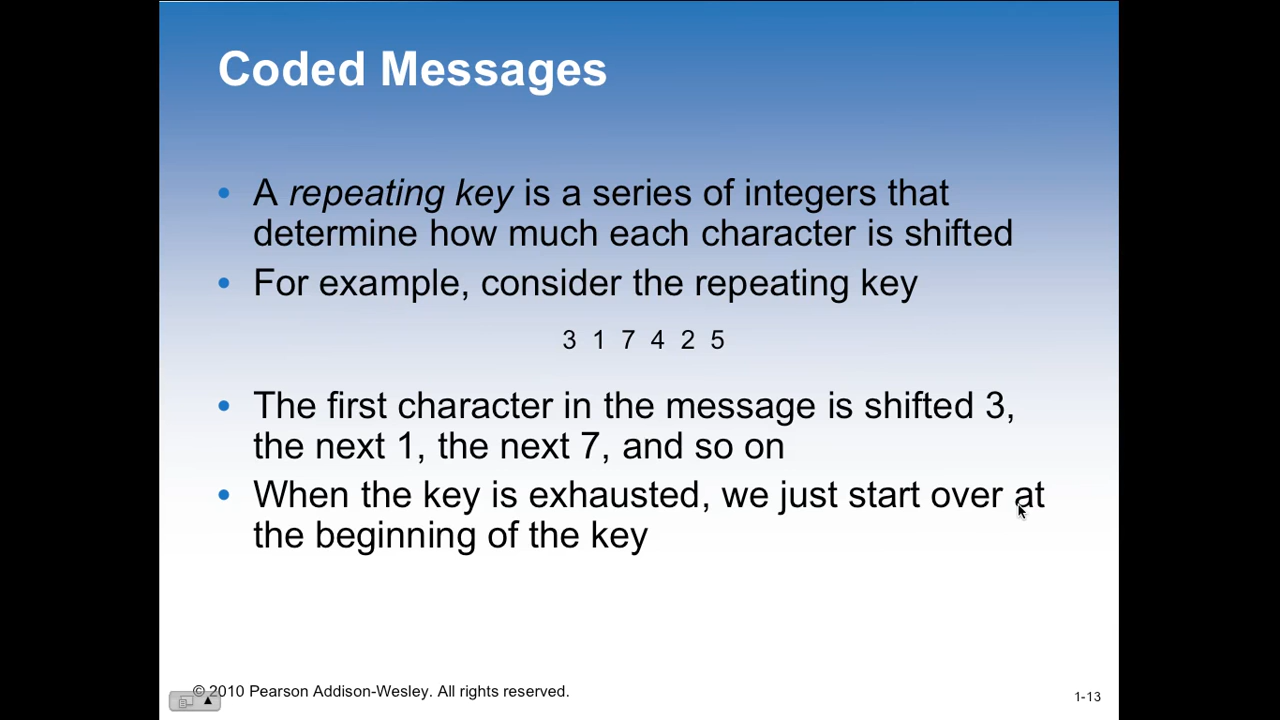 Coded Messages
• A repeating key is a series of integers that
determine how much each character is shifted
• For example, consider the repeating key
3 1 7 4 2 5
• The first character in the message is shifted 3,
the next 1, the next 7, and so on
• When the key is exhausted, we just start over at
the beginning of the key
© 2010 Pearson Addison-Wesley. All rights reserved.
1-13